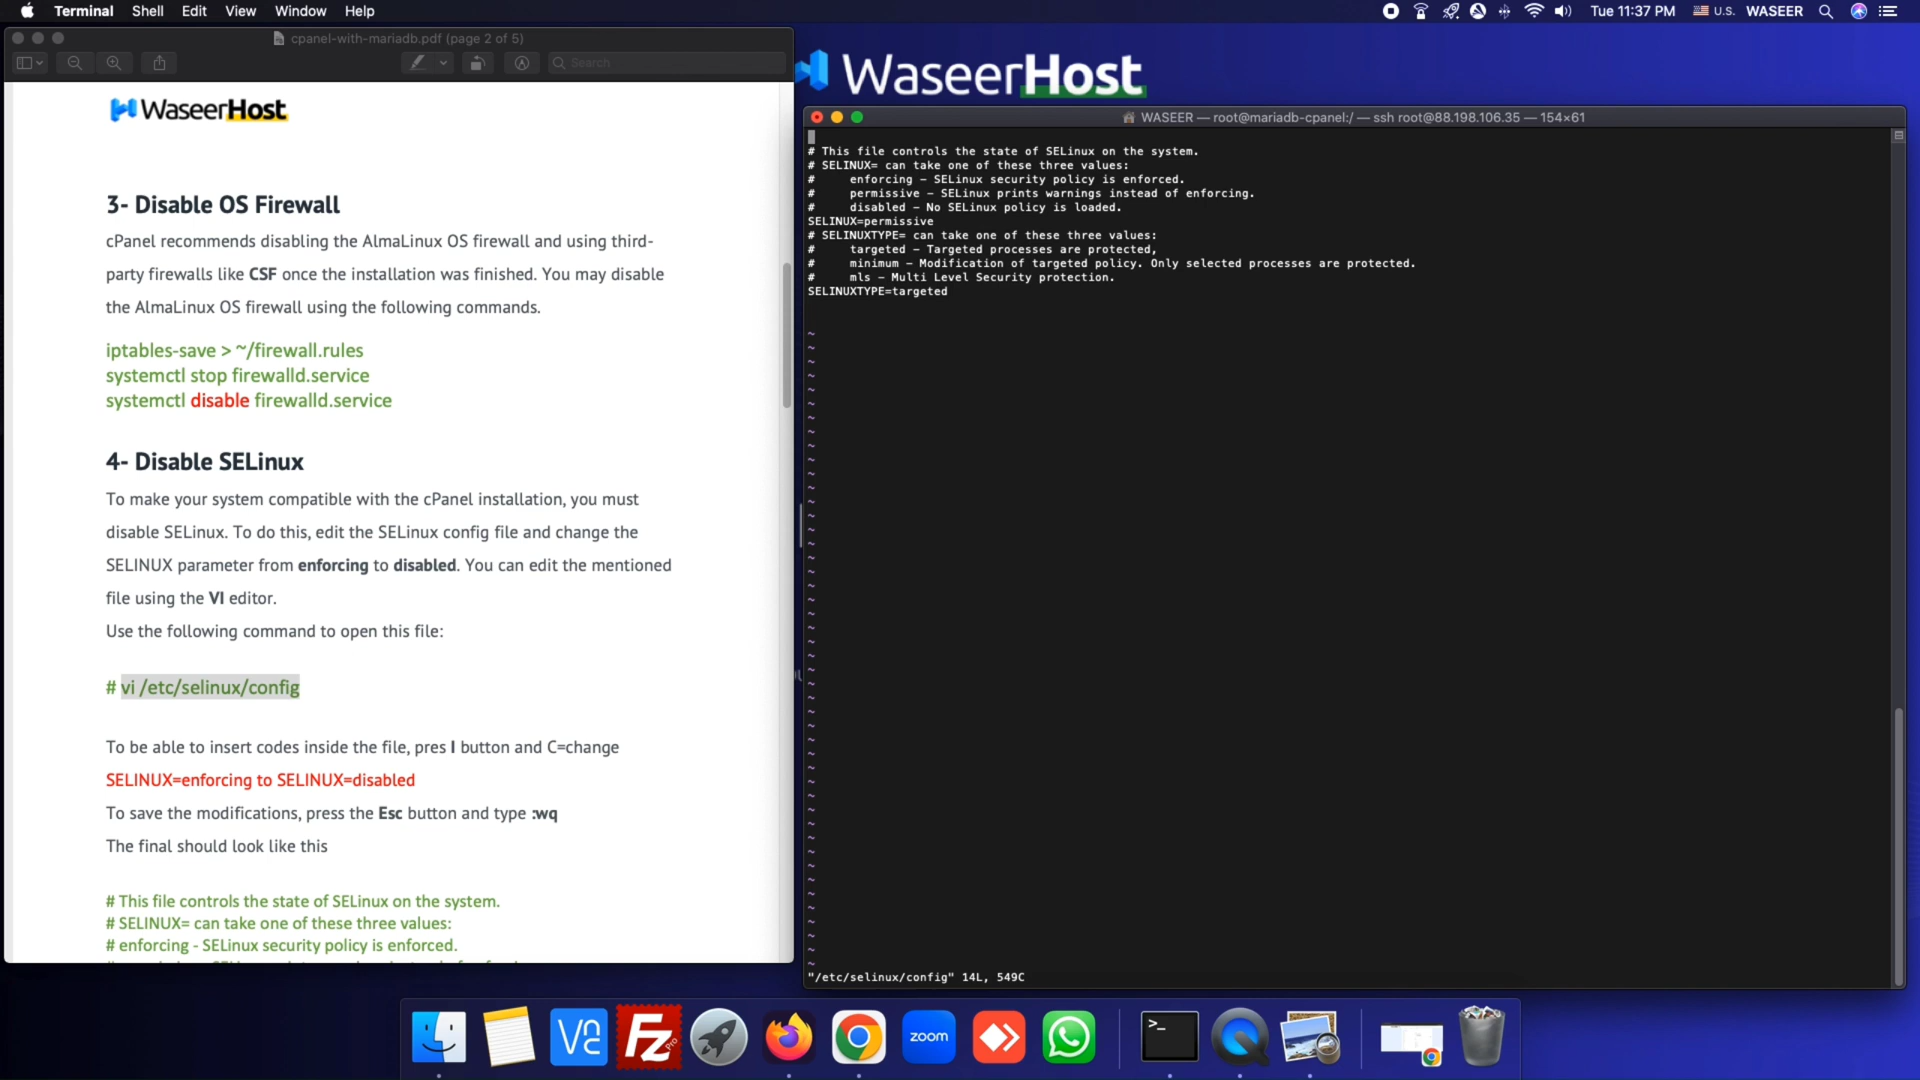 Terminal Shell Edit View Window Help
Tue 11:37 PM U.S. WASEER
cpanel-with-mariadb.pdf (page 2 of 5)
Search
WaseerHost
3- Disable OS Firewall
cPanel recommends disabling the AlmaLinux OS firewall and using third-
party firewalls like CSF once the installation was finished. You may disable
the AlmaLinux OS firewall using the following commands.
iptables-save > ~/firewall.rules
systemctl stop firewalld.service
systemctl disable firewalld.service
4- Disable SELinux
To make your system compatible with the cPanel installation, you must
disable SELinux. To do this, edit the SELinux config file and change the
SELINUX parameter from enforcing to disabled. You can edit the mentioned
file using the VI editor.
Use the following command to open this file:
# vi /etc/selinux/config
To be able to insert codes inside the file, pres I button and C=change
SELINUX=enforcing to SELINUX=disabled
To save the modifications, press the Esc button and type :wq
The final should look like this
# This file controls the state of SELinux on the system.
# SELINUX= can take one of these three values:
# enforcing - SELinux security policy is enforced.
WaseerHost
WASEER — root@mariadb-cpanel:/ — ssh root@88.198.106.35 — 154×61
# This file controls the state of SELinux on the system.
# SELINUX= can take one of these three values:
#     enforcing - SELinux security policy is enforced.
#     permissive - SELinux prints warnings instead of enforcing.
#     disabled - No SELinux policy is loaded.
SELINUX=permissive
# SELINUXTYPE= can take one of these three values:
#     targeted - Targeted processes are protected,
#     minimum - Modification of targeted policy. Only selected processes are protected.
#     mls - Multi Level Security protection.
SELINUXTYPE=targeted
"/etc/selinux/config" 14L, 549C
Fz Pro
zoom
>_